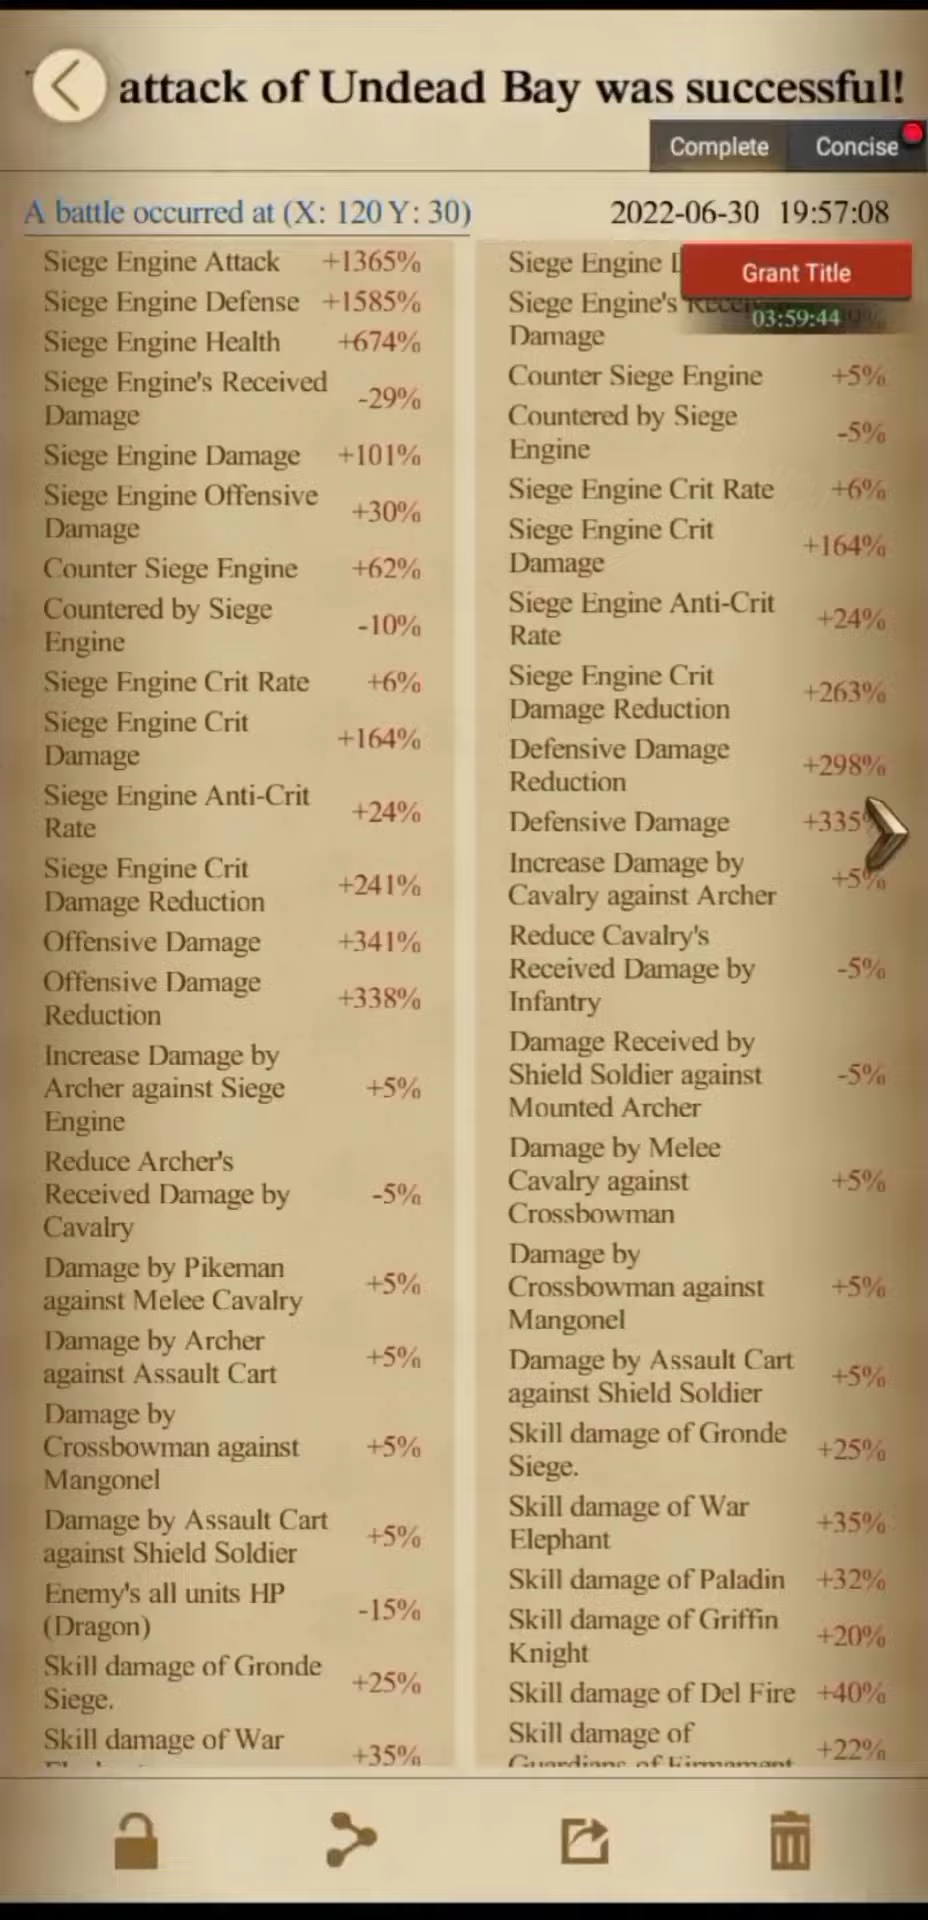 attack of Undead Bay was successful!
Complete
Concise
A battle occurred at (X: 120 Y: 30)
2022-06-30 19:57:08
Siege Engine Attack +1365%
Siege Engine Defense +1585%
Siege Engine Health +674%
Siege Engine's Received
Damage -29%
Siege Engine Damage +101%
Siege Engine Offensive
Damage +30%
Counter Siege Engine +62%
Countered by Siege
Engine -10%
Siege Engine Crit Rate +6%
Siege Engine Crit
Damage +164%
Siege Engine Anti-Crit
Rate +24%
Siege Engine Crit
Damage Reduction +241%
Offensive Damage +341%
Offensive Damage
Reduction +338%
Increase Damage by
Archer against Siege +5%
Engine
Reduce Archer's
Received Damage by -5%
Cavalry
Damage by Pikeman
against Melee Cavalry +5%
Damage by Archer
against Assault Cart +5%
Damage by
Crossbowman against +5%
Mangonel
Damage by Assault Cart
against Shield Soldier +5%
Enemy's all units HP
(Dragon) -15%
Skill damage of Gronde
Siege. +25%
Skill damage of War
+35%
Siege Engine
Grant Title
03:59:44
Siege Engine's Received
Damage
Counter Siege Engine +5%
Countered by Siege
Engine -5%
Siege Engine Crit Rate +6%
Siege Engine Crit
Damage +164%
Siege Engine Anti-Crit
Rate +24%
Siege Engine Crit
Damage Reduction +263%
Defensive Damage
Reduction +298%
Defensive Damage +335%
Increase Damage by
Cavalry against Archer +5%
Reduce Cavalry's
Received Damage by -5%
Infantry
Damage Received by
Shield Soldier against -5%
Mounted Archer
Damage by Melee
Cavalry against +5%
Crossbowman
Damage by
Crossbowman against +5%
Mangonel
Damage by Assault Cart
against Shield Soldier +5%
Skill damage of Gronde
Siege. +25%
Skill damage of War
Elephant +35%
Skill damage of Paladin +32%
Skill damage of Griffin
Knight +20%
Skill damage of Del Fire +40%
Skill damage of
Guardians of Firmament +22%